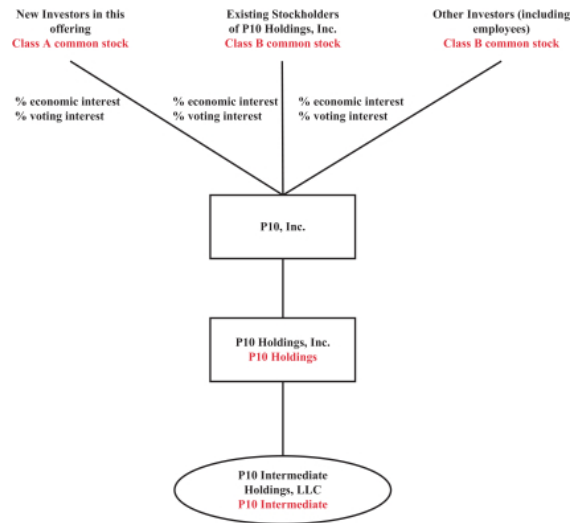 New Investors in this
offering
Class A common stock
Existing Stockholders
of P10 Holdings, Inc.
Class B common stock
Other Investors (including
employees)
Class B common stock
% economic interest
% voting interest
% economic interest
% voting interest
% economic interest
% voting interest
P10, Inc.
P10 Holdings, Inc.
P10 Holdings
P10 Intermediate
Holdings, LLC
P10 Intermediate